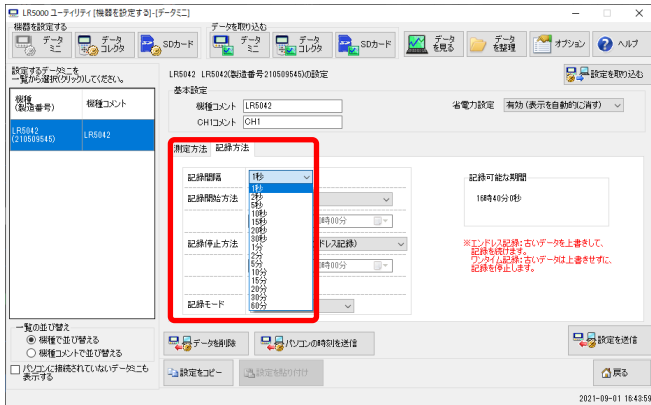 LR5000 ユーティリティ [機器を設定する]-[データミニ]
機器を設定する
データを取り込む
データ
ミニ
データ
コレクタ
SDカード
データ
ミニ
データ
コレクタ
SDカード
データ
を見る
データ
を整理
オプション
ヘルプ
設定するデータミニを
一覧から選択(クリック)してください。
機種
(製造番号)
機種コメント
LR5042
(210509545)
LR5042
LR5042 LR5042(製造番号210509545)の設定
設定を取り込む
基本設定
機種コメント
LR5042
省電力設定
有効 (表示を自動的に消す)
CH1コメント
CH1
測定方法
記録方法
記録間隔
1秒
1秒
2秒
5秒
10秒
15秒
20秒
30秒
1分
2分
5分
10分
15分
20分
30分
60分
記録開始方法
0時00分
記録停止方法
ドレス記録)
0時00分
記録モード
記録可能な期間
16時40分0秒
※エンドレス記録：古いデータを上書きして、
記録を続けます。
ワンタイム記録：古いデータは上書きせずに、
記録を停止します。
一覧の並び替え
機種で並び替える
機種コメントで並び替える
パソコンに接続されていないデータミニも
表示する
データを削除
パソコンの時刻を送信
設定を送信
設定をコピー
設定を貼り付け
戻る
2021-09-01 16:43:59